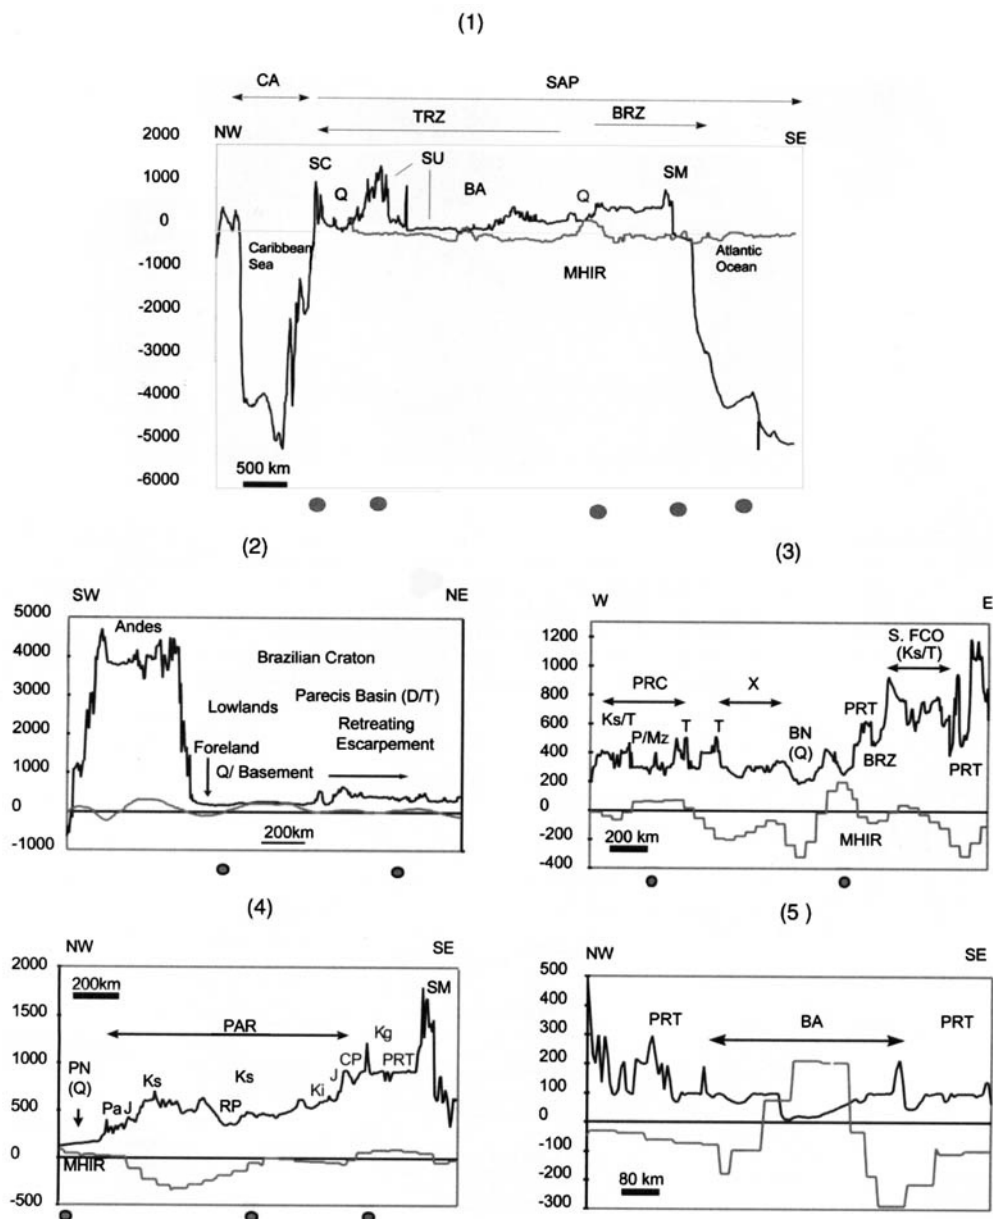 (1)
CA SAP
TRZ BRZ
2000 NW SE
1000 SC SU SM
Q BA Q
0
Caribbean Sea
Atlantic Ocean
-1000 MHIR
-2000
-3000
-4000
-5000
500 km
-6000
(2) (3)
SW NE
5000
Andes
4000
Brazilian Craton
3000
Parecis Basin (D/T)
Lowlands
2000
Retreating
Escarpement
Foreland
1000
Q/ Basement
0
200km
-1000
W E
1200
S. FCO
(Ks/T)
1000
PRC X
800
Ks/T P/Mz T T BN (Q) PRT
600
BRZ PRT
400
200
0
MHIR
-200
200 km
-400
(4) (5)
NW SE
2000
200km SM
1500
PAR Kg
PN (Q) CP PRT
1000
Ks Ks J
Pa J RP Ki
500
0
MHIR
-500
NW SE
500
400
PRT BA PRT
300
200
100
0
-100
80 km
-200
-300